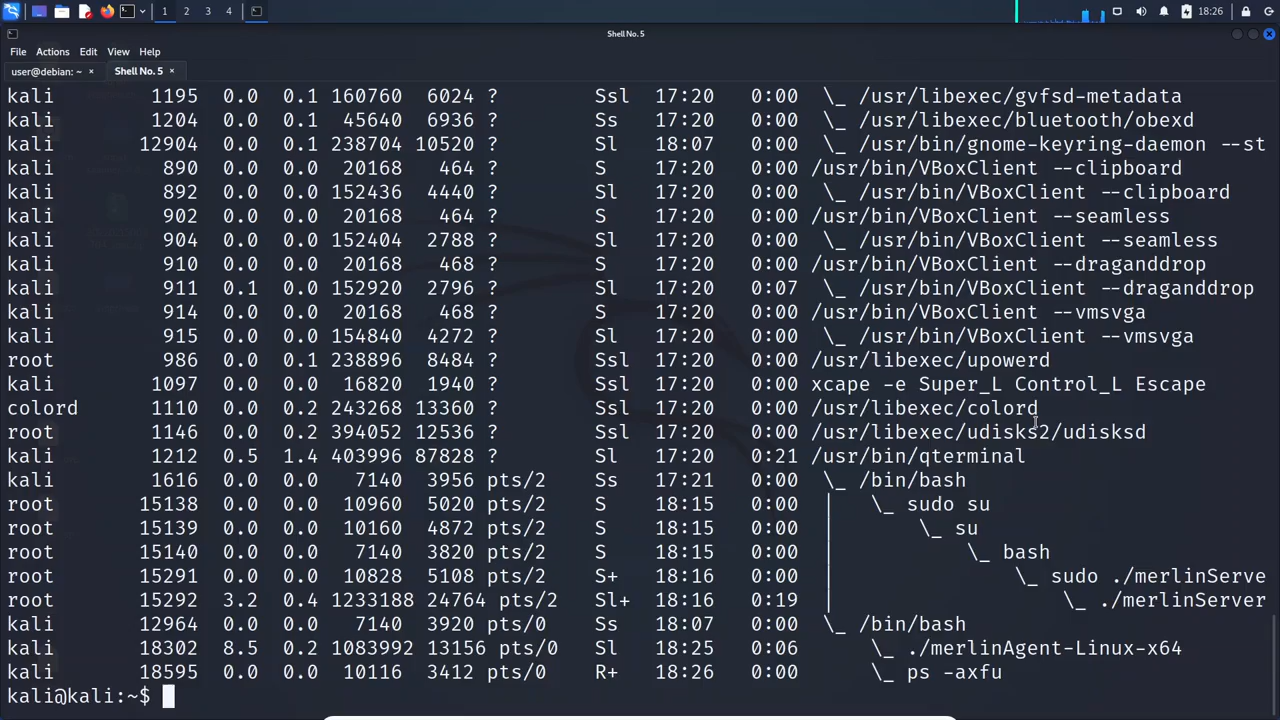 1 2 3 4 18:26
Shell No. 5
File Actions Edit View Help
user@debian: ~ × Shell No. 5 ×
kali 1195 0.0 0.1 160760 6024 ? Ssl 17:20 0:00 \_ /usr/libexec/gvfsd-metadata
kali 1204 0.0 0.1 45640 6936 ? Ss 17:20 0:00 \_ /usr/libexec/bluetooth/obexd
kali 12904 0.0 0.1 238704 10520 ? Sl 18:07 0:00 \_ /usr/bin/gnome-keyring-daemon --st
kali 890 0.0 0.0 20168 464 ? S 17:20 0:00 /usr/bin/VBoxClient --clipboard
kali 892 0.0 0.0 152436 4440 ? Sl 17:20 0:00 \_ /usr/bin/VBoxClient --clipboard
kali 902 0.0 0.0 20168 464 ? S 17:20 0:00 /usr/bin/VBoxClient --seamless
kali 904 0.0 0.0 152404 2788 ? Sl 17:20 0:00 \_ /usr/bin/VBoxClient --seamless
kali 910 0.0 0.0 20168 468 ? S 17:20 0:00 /usr/bin/VBoxClient --draganddrop
kali 911 0.1 0.0 152920 2796 ? Sl 17:20 0:07 \_ /usr/bin/VBoxClient --draganddrop
kali 914 0.0 0.0 20168 468 ? S 17:20 0:00 /usr/bin/VBoxClient --vmsvga
kali 915 0.0 0.0 154840 4272 ? Sl 17:20 0:00 \_ /usr/bin/VBoxClient --vmsvga
root 986 0.0 0.1 238896 8484 ? Ssl 17:20 0:00 /usr/libexec/upowerd
kali 1097 0.0 0.0 16820 1940 ? Ssl 17:20 0:00 xcape -e Super_L Control_L Escape
colord 1110 0.0 0.2 243268 13360 ? Ssl 17:20 0:00 /usr/libexec/colord
root 1146 0.0 0.2 394052 12536 ? Ssl 17:20 0:00 /usr/libexec/udisks2/udisksd
kali 1212 0.5 1.4 403996 87828 ? Sl 17:20 0:21 /usr/bin/qterminal
kali 1616 0.0 0.0 7140 3956 pts/2 Ss 17:21 0:00 \_ /bin/bash
root 15138 0.0 0.0 10960 5020 pts/2 S 18:15 0:00 | \_ sudo su
root 15139 0.0 0.0 10160 4872 pts/2 S 18:15 0:00 | \_ su
root 15140 0.0 0.0 7140 3820 pts/2 S 18:15 0:00 | \_ bash
root 15291 0.0 0.0 10828 5108 pts/2 S+ 18:16 0:00 | \_ sudo ./merlinServe
root 15292 3.2 0.4 1233188 24764 pts/2 Sl+ 18:16 0:19 | \_ ./merlinServer
kali 12964 0.0 0.0 7140 3920 pts/0 Ss 18:07 0:00 \_ /bin/bash
kali 18302 8.5 0.2 1083992 13156 pts/0 Sl 18:25 0:06 \_ ./merlinAgent-Linux-x64
kali 18595 0.0 0.0 10116 3412 pts/0 R+ 18:26 0:00 \_ ps -axfu
kali@kali:~$